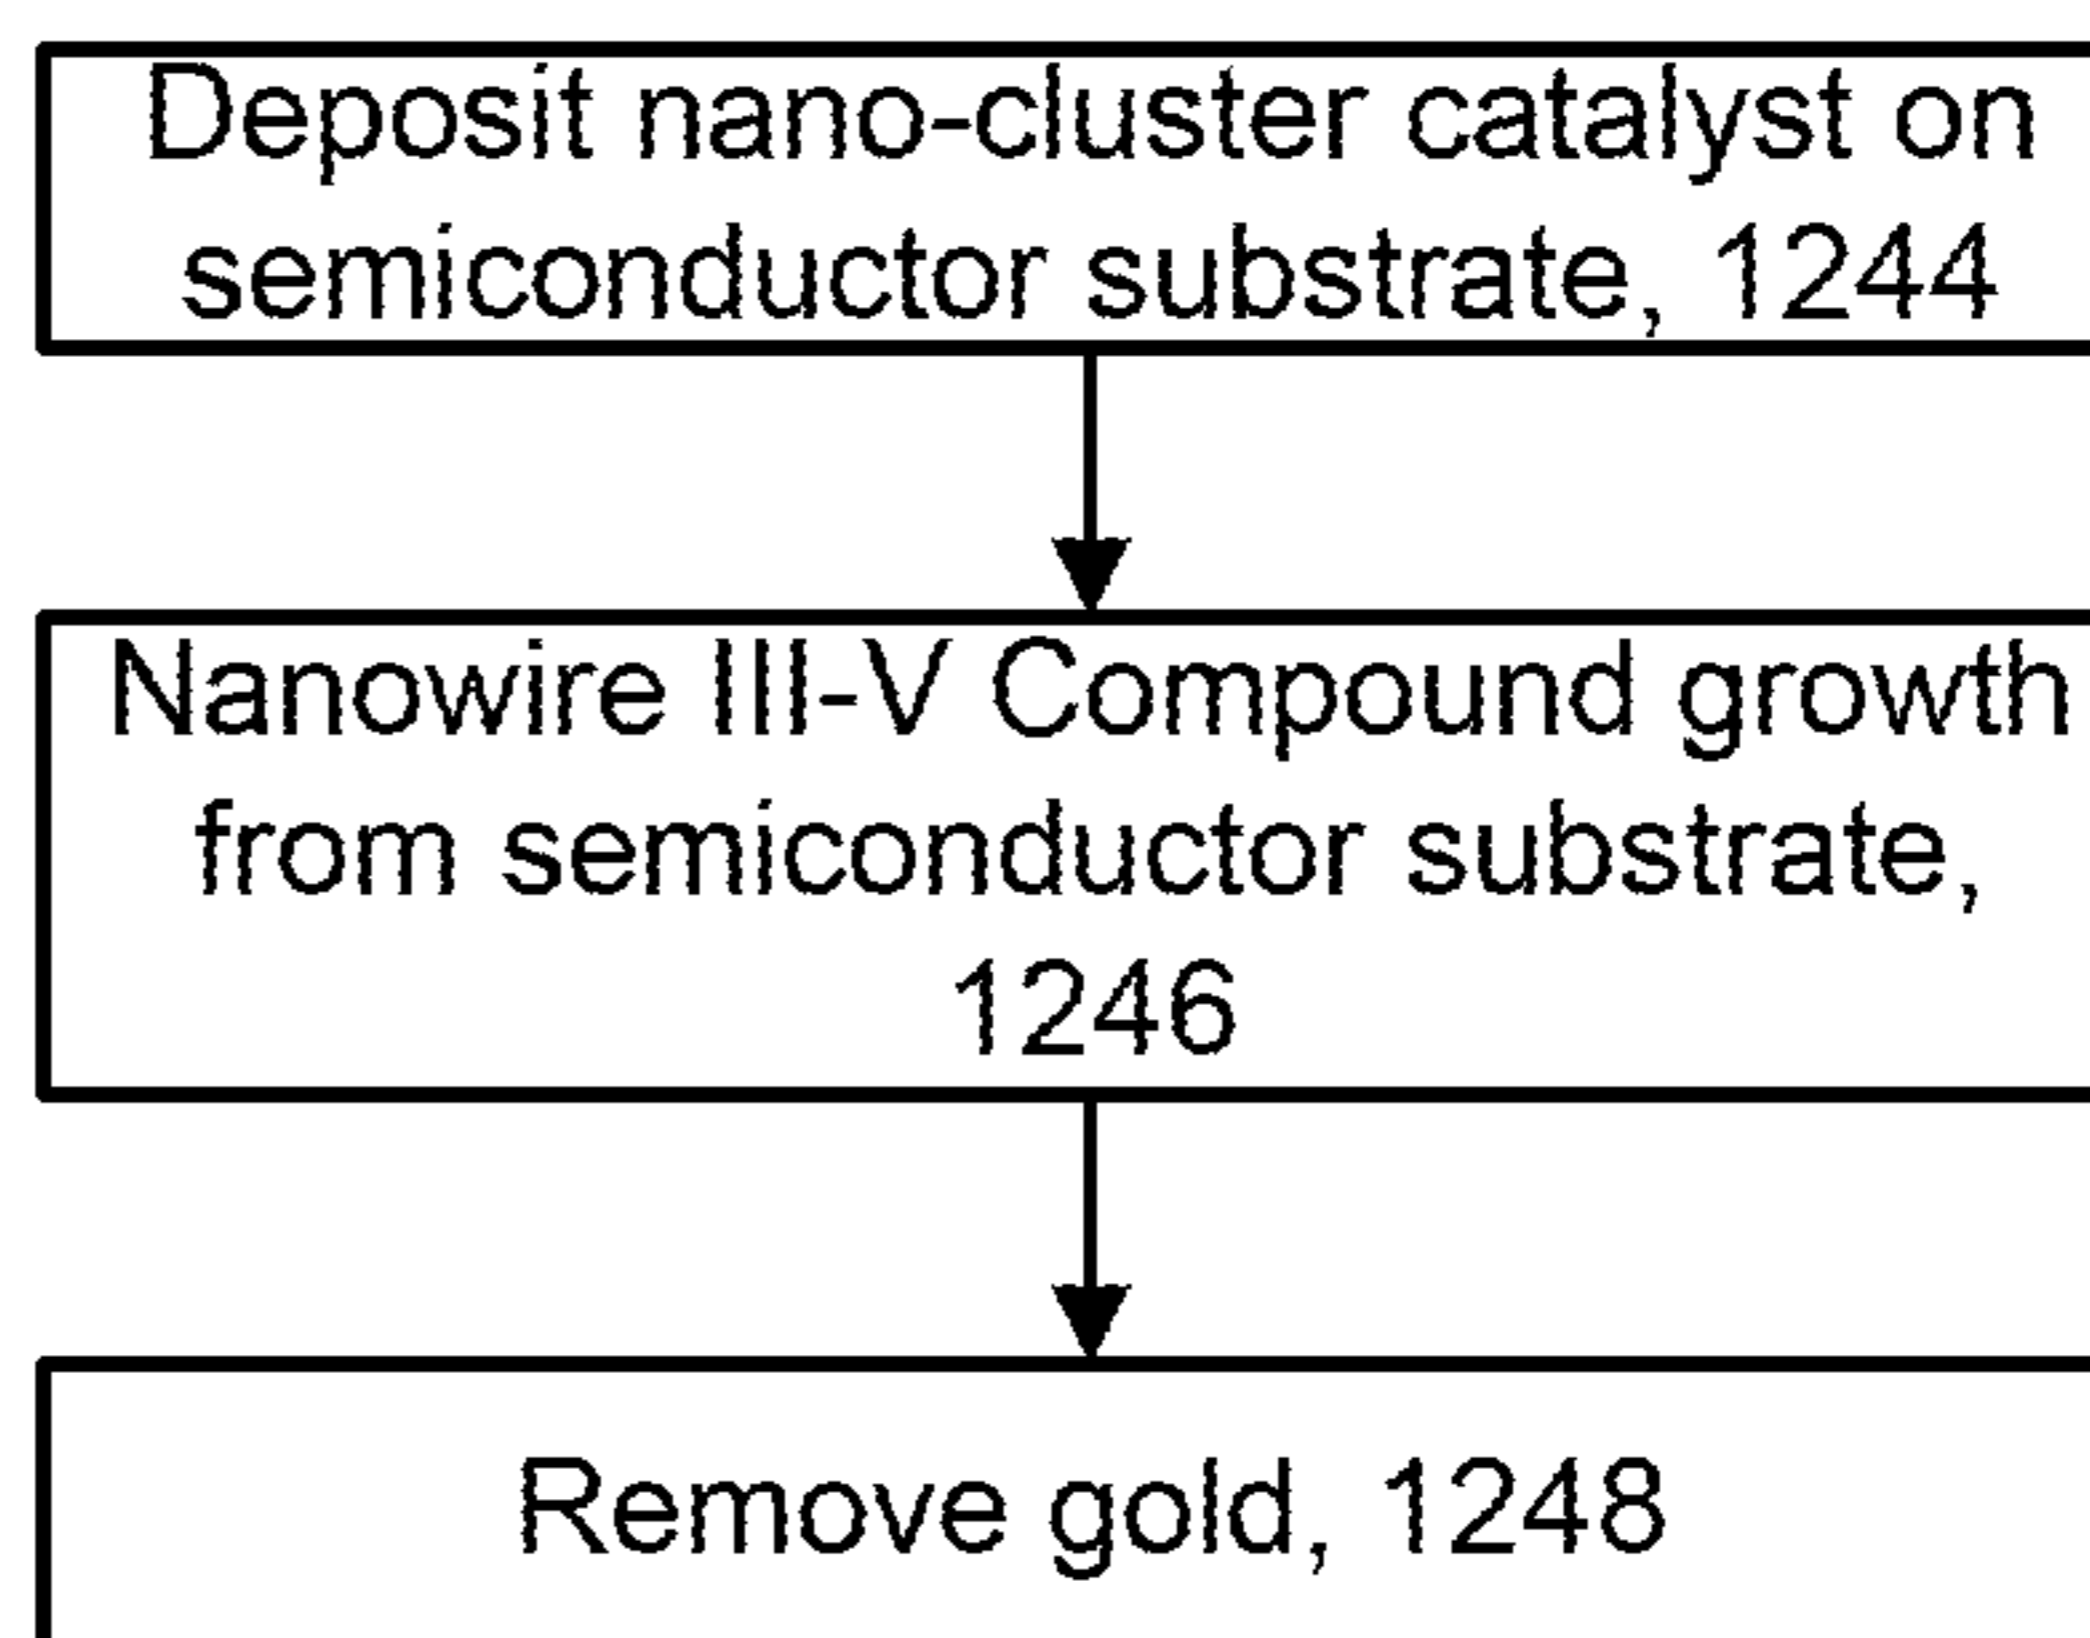 Deposit nano-cluster catalyst on
semiconductor substrate, 1244
Nanowire III-V Compound growth
from semiconductor substrate,
1246
Remove gold, 1248